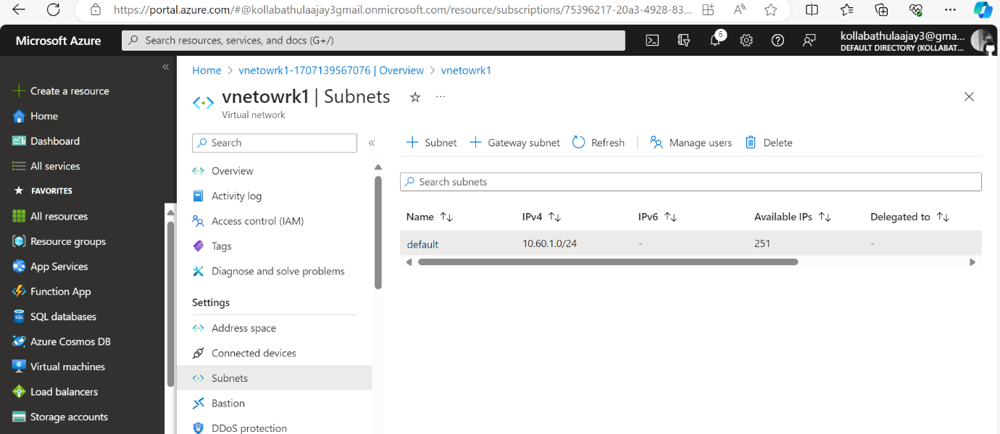 https://portal.azure.com/#@kollabathulaajay3gmail.onmicrosoft.com/resource/subscriptions/75396217-20a3-4928-83...
Microsoft Azure
Search resources, services, and docs (G+/)
6
kollabathulaajay3@gma...
DEFAULT DIRECTORY (KOLLABAT...
Home > vnetowrk1-1707139567076 | Overview > vnetowrk1
vnetowrk1 | Subnets
Virtual network
Create a resource
Home
Dashboard
All services
FAVORITES
All resources
Resource groups
App Services
Function App
SQL databases
Azure Cosmos DB
Virtual machines
Load balancers
Storage accounts
Search
Overview
Activity log
Access control (IAM)
Tags
Diagnose and solve problems
Settings
Address space
Connected devices
Subnets
Bastion
DDoS protection
+ Subnet + Gateway subnet Refresh | Manage users Delete
Search subnets
Name IPv4 IPv6 Available IPs Delegated to
default 10.60.1.0/24 - 251 -